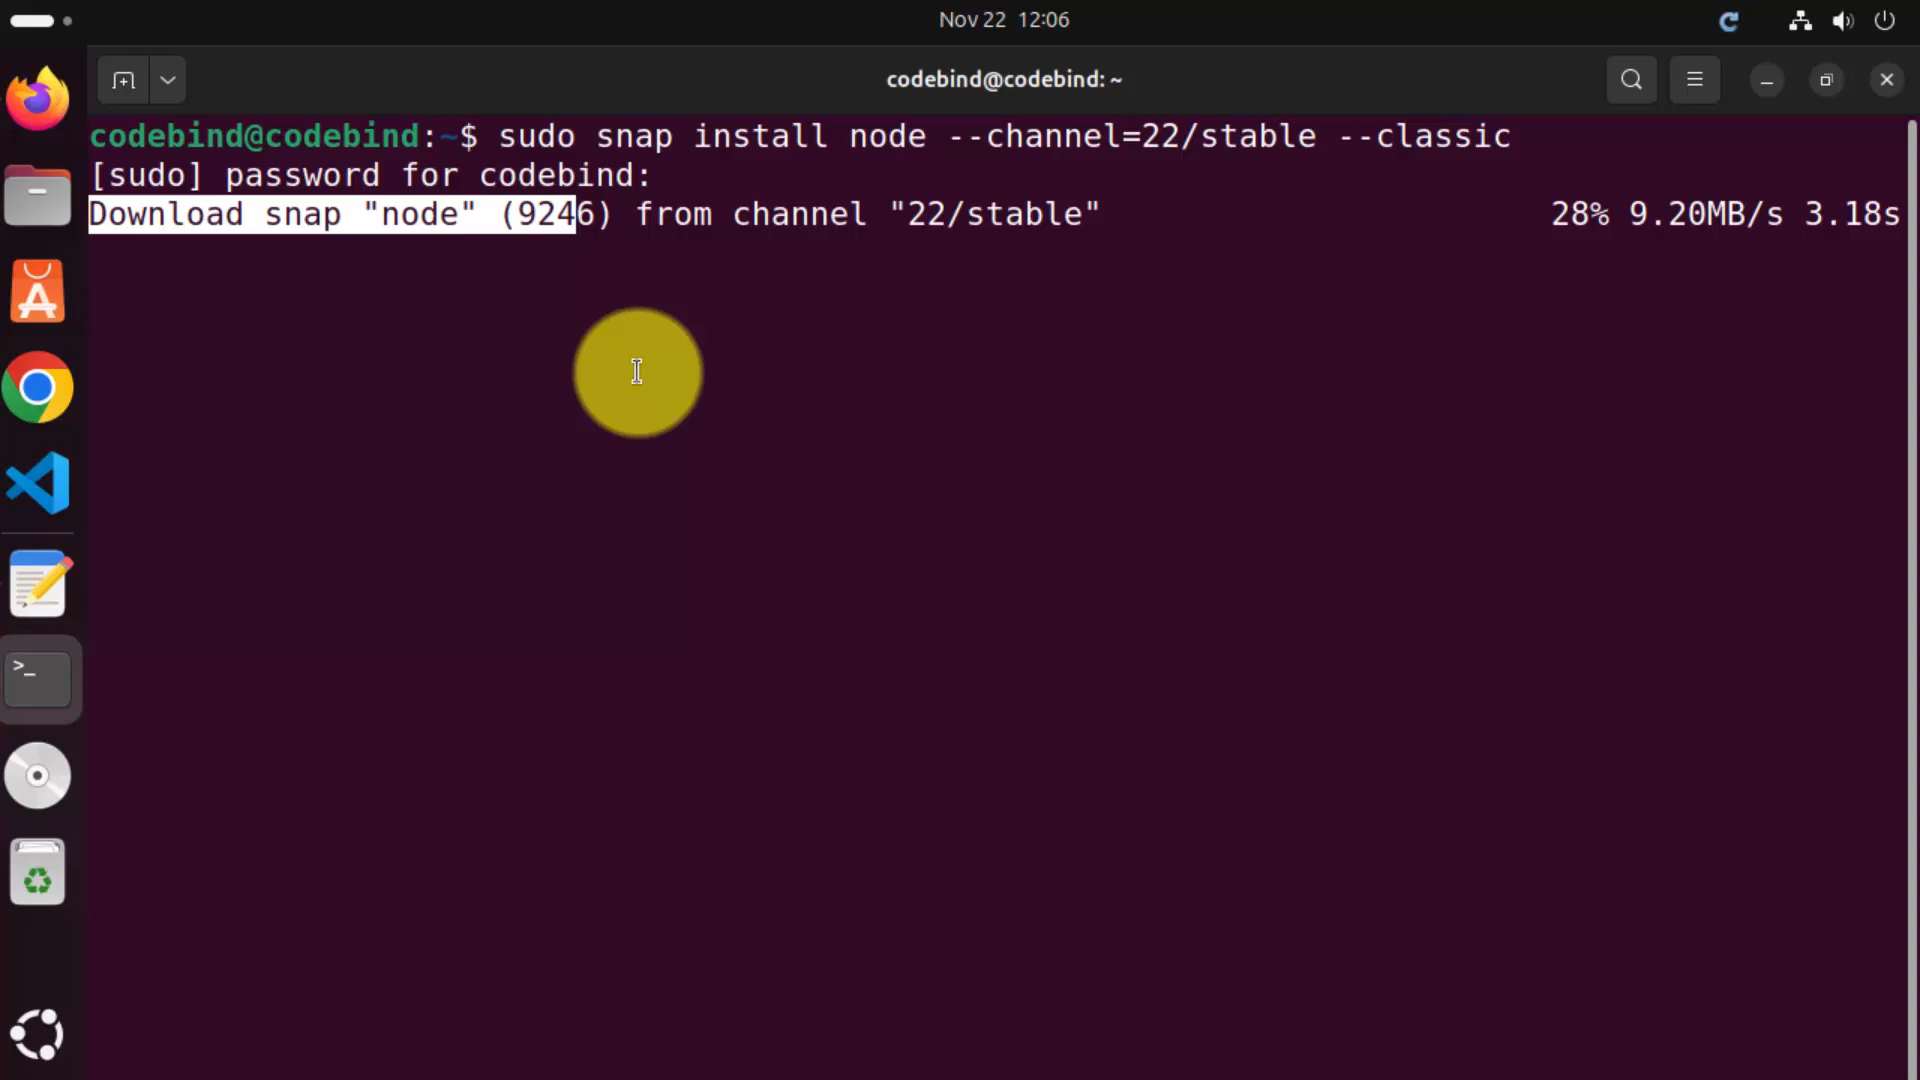 Nov 22 12:06
codebind@codebind: ~
codebind@codebind:~$ sudo snap install node --channel=22/stable --classic
[sudo] password for codebind:
Download snap "node" (9246) from channel "22/stable" 28% 9.20MB/s 3.18s
>_